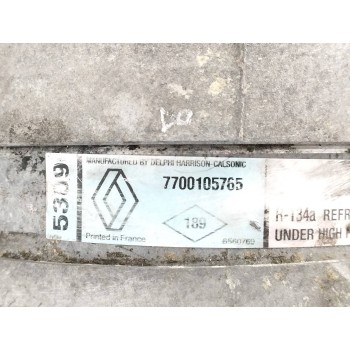 5309
MANUFACTURED BY DELPHI HARRISON-CALSONIC
7700105765
189
Printed in France
R-134a REFR
UNDER HIGH